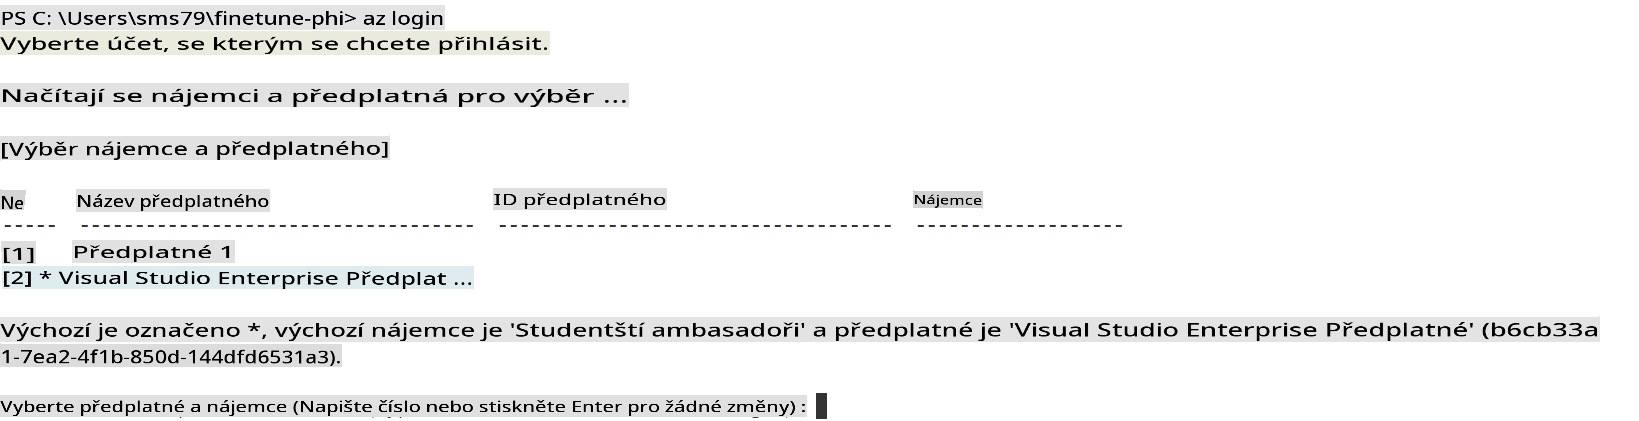 PS C: \Users\sms79\finetune-phi> az login
Vyberte účet, se kterým se chcete přihlásit.
Načítají se nájemci a předplatná pro výběr ...
[Výběr nájemce a předplatného]
Ne Název předplatného ID předplatného Nájemce
----- ------------------------------------ ------------------------------------ -------------------
[1] Předplatné 1
[2] * Visual Studio Enterprise Předplat ...
Výchozí je označeno *, výchozí nájemce je 'Studentští ambasadoři' a předplatné je 'Visual Studio Enterprise Předplatné' (b6cb33a
1-7ea2-4f1b-850d-144dfd6531a3).
Vyberte předplatné a nájemce (Napište číslo nebo stiskněte Enter pro žádné změny) :